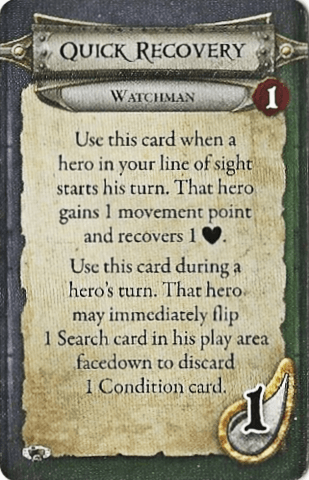 QUICK RECOVERY
WATCHMAN
1
Use this card when a
hero in your line of sight
starts his turn. That hero
gains 1 movement point
and recovers 1 ♥.
Use this card during a
hero's turn. That hero
may immediately flip
1 Search card in his play area
facedown to discard
1 Condition card.
1